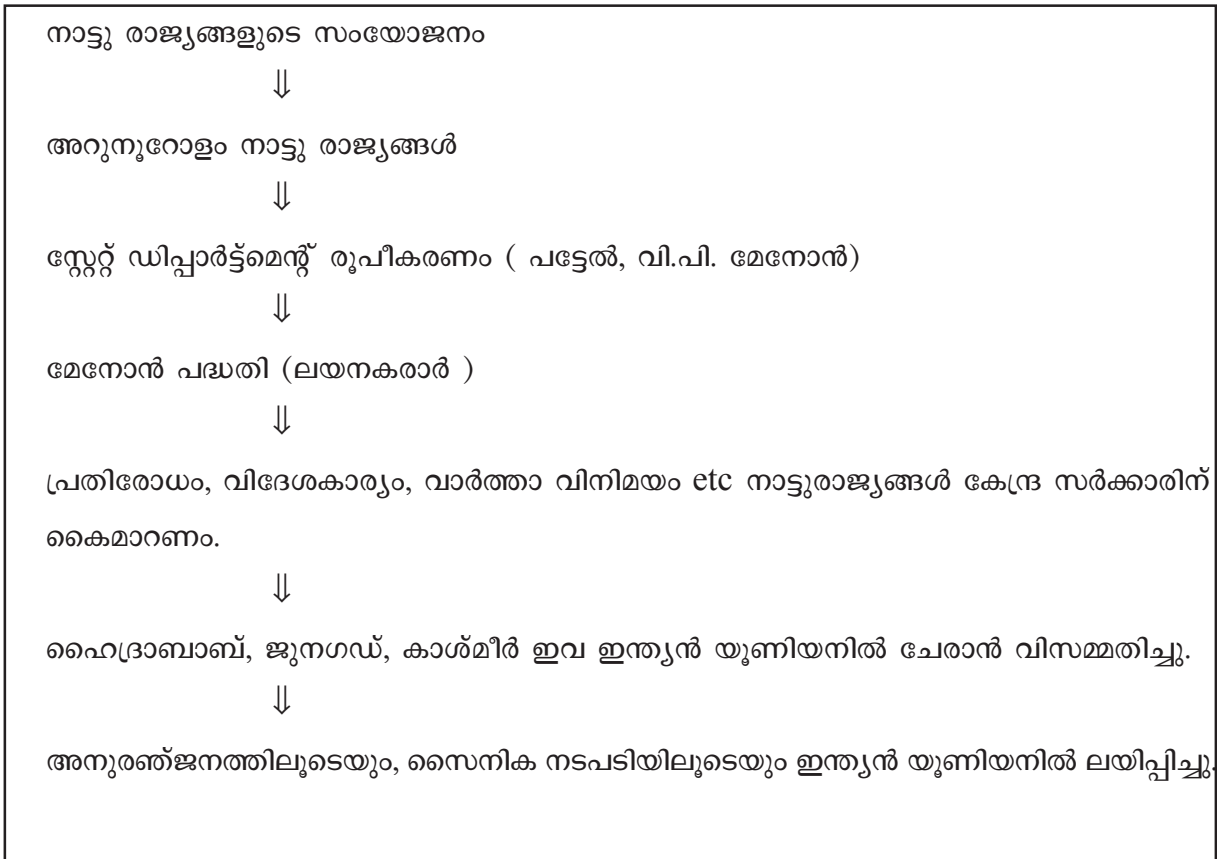 നാട്ടു രാജ്യങ്ങളുടെ സംയോജനം
⇓
അറുനൂറോളം നാട്ടു രാജ്യങ്ങൾ
⇓
സ്റ്റേറ്റ് ഡിപ്പാർട്ട്മെന്റ് രൂപീകരണം ( പട്ടേൽ, വി.പി. മേനോൻ)
⇓
മേനോൻ പദ്ധതി (ലയനകരാർ )
⇓
പ്രതിരോധം, വിദേശകാര്യം, വാർത്താ വിനിമയം etc നാട്ടുരാജ്യങ്ങൾ കേന്ദ്ര സർക്കാരിന്
കൈമാറണം.
⇓
ഹൈദ്രാബാബ്, ജുനഗഡ്, കാശ്മീർ ഇവ ഇന്ത്യൻ യൂണിയനിൽ ചേരാൻ വിസമ്മതിച്ചു.
⇓
അനുരഞ്ജനത്തിലൂടെയും, സൈനിക നടപടിയിലൂടെയും ഇന്ത്യൻ യൂണിയനിൽ ലയിപ്പിച്ചു.